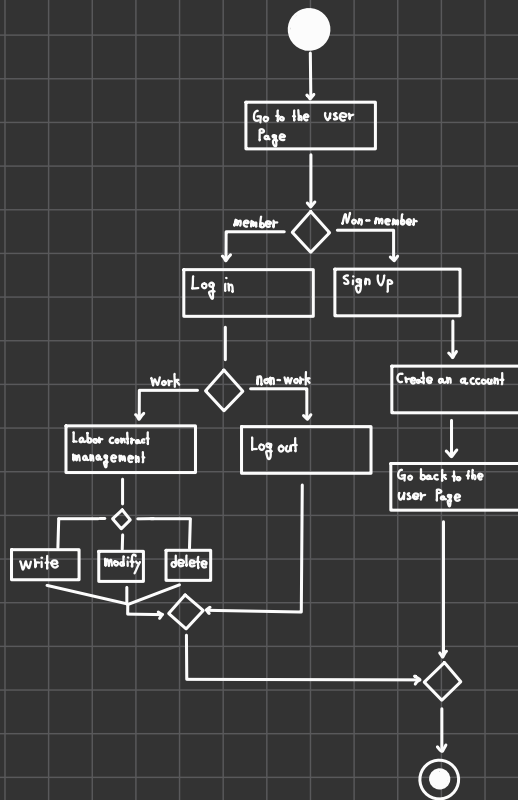 Go to the user
Page
member
Non-member
Log in
Sign Up
Work
non-work
Create an account
Labor contract
management
Log out
Go back to the
user Page
write
modify
delete